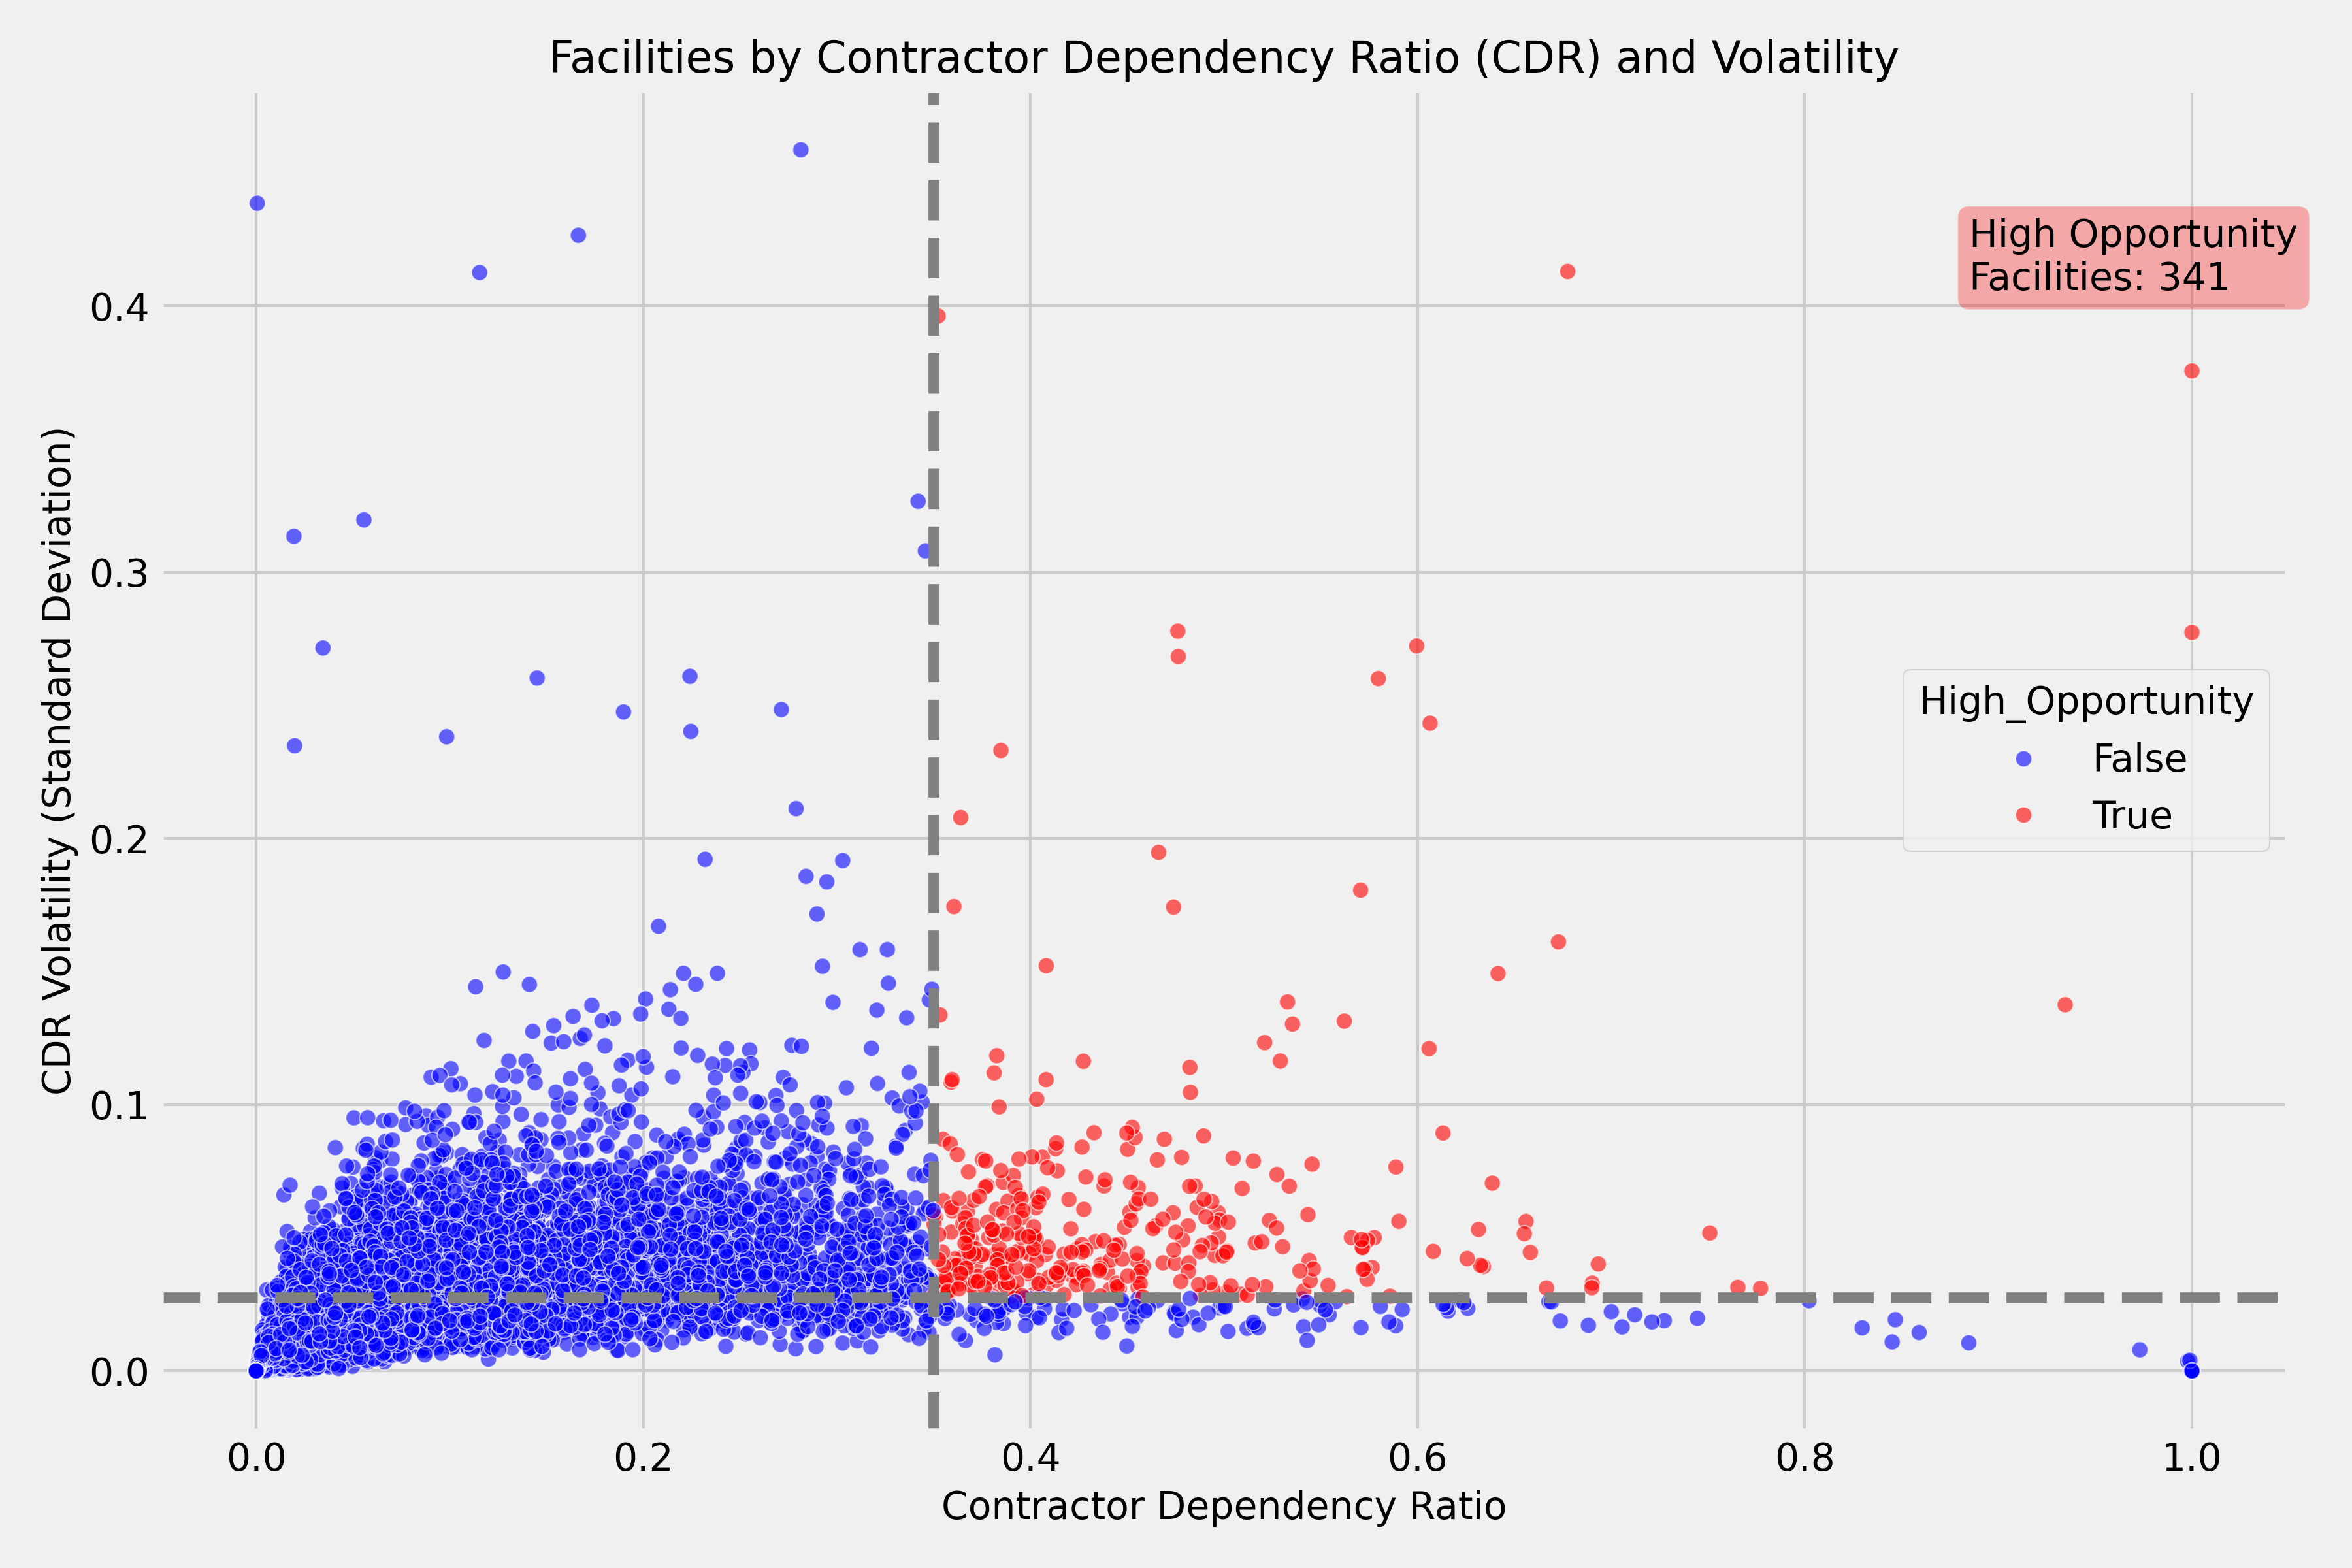 Facilities by Contractor Dependency Ratio (CDR) and Volatility
High Opportunity
Facilities: 341
High_Opportunity
False
True
CDR Volatility (Standard Deviation)
0.4
0.3
0.2
0.1
0.0
0.0 0.2 0.4 0.6 0.8 1.0
Contractor Dependency Ratio